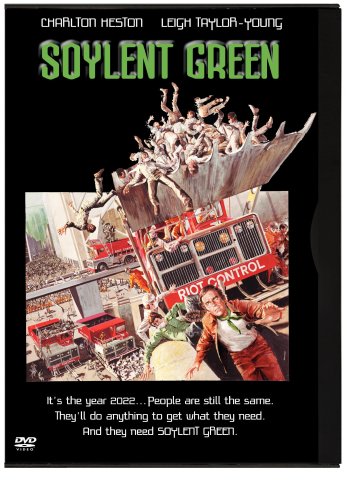 CHARLTON HESTON LEIGH TAYLOR-YOUNG
SOYLENT GREEN
RIOT CONTROL
It's the year 2022...People are still the same.
They'll do anything to get what they need.
And they need SOYLENT GREEN.
DVD
VIDEO